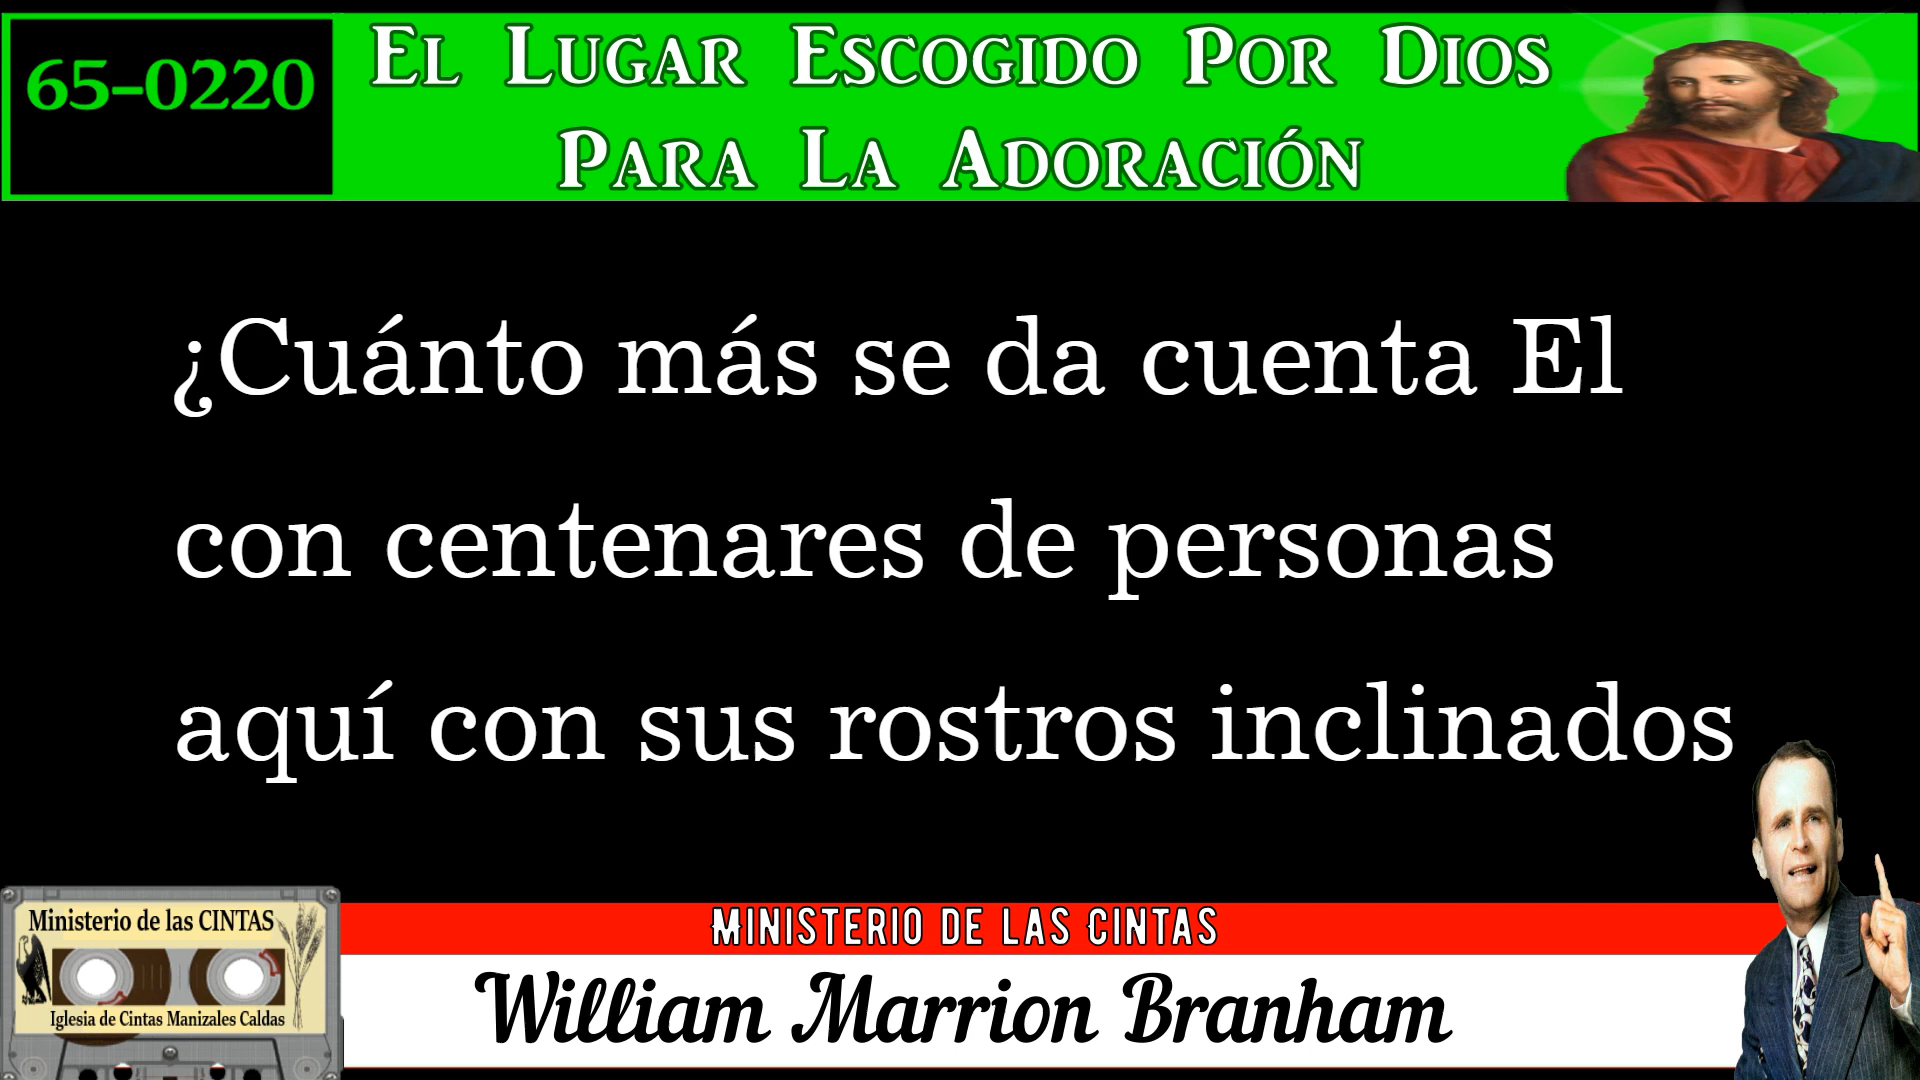 65-0220
El Lugar Escogido Por Dios
Para La Adoración
¿Cuánto más se da cuenta El
con centenares de personas
aquí con sus rostros inclinados
Ministerio de las CINTAS
Iglesia de Cintas Manizales Caldas
MINISTERIO DE LAS CINTAS
William Marrion Branham